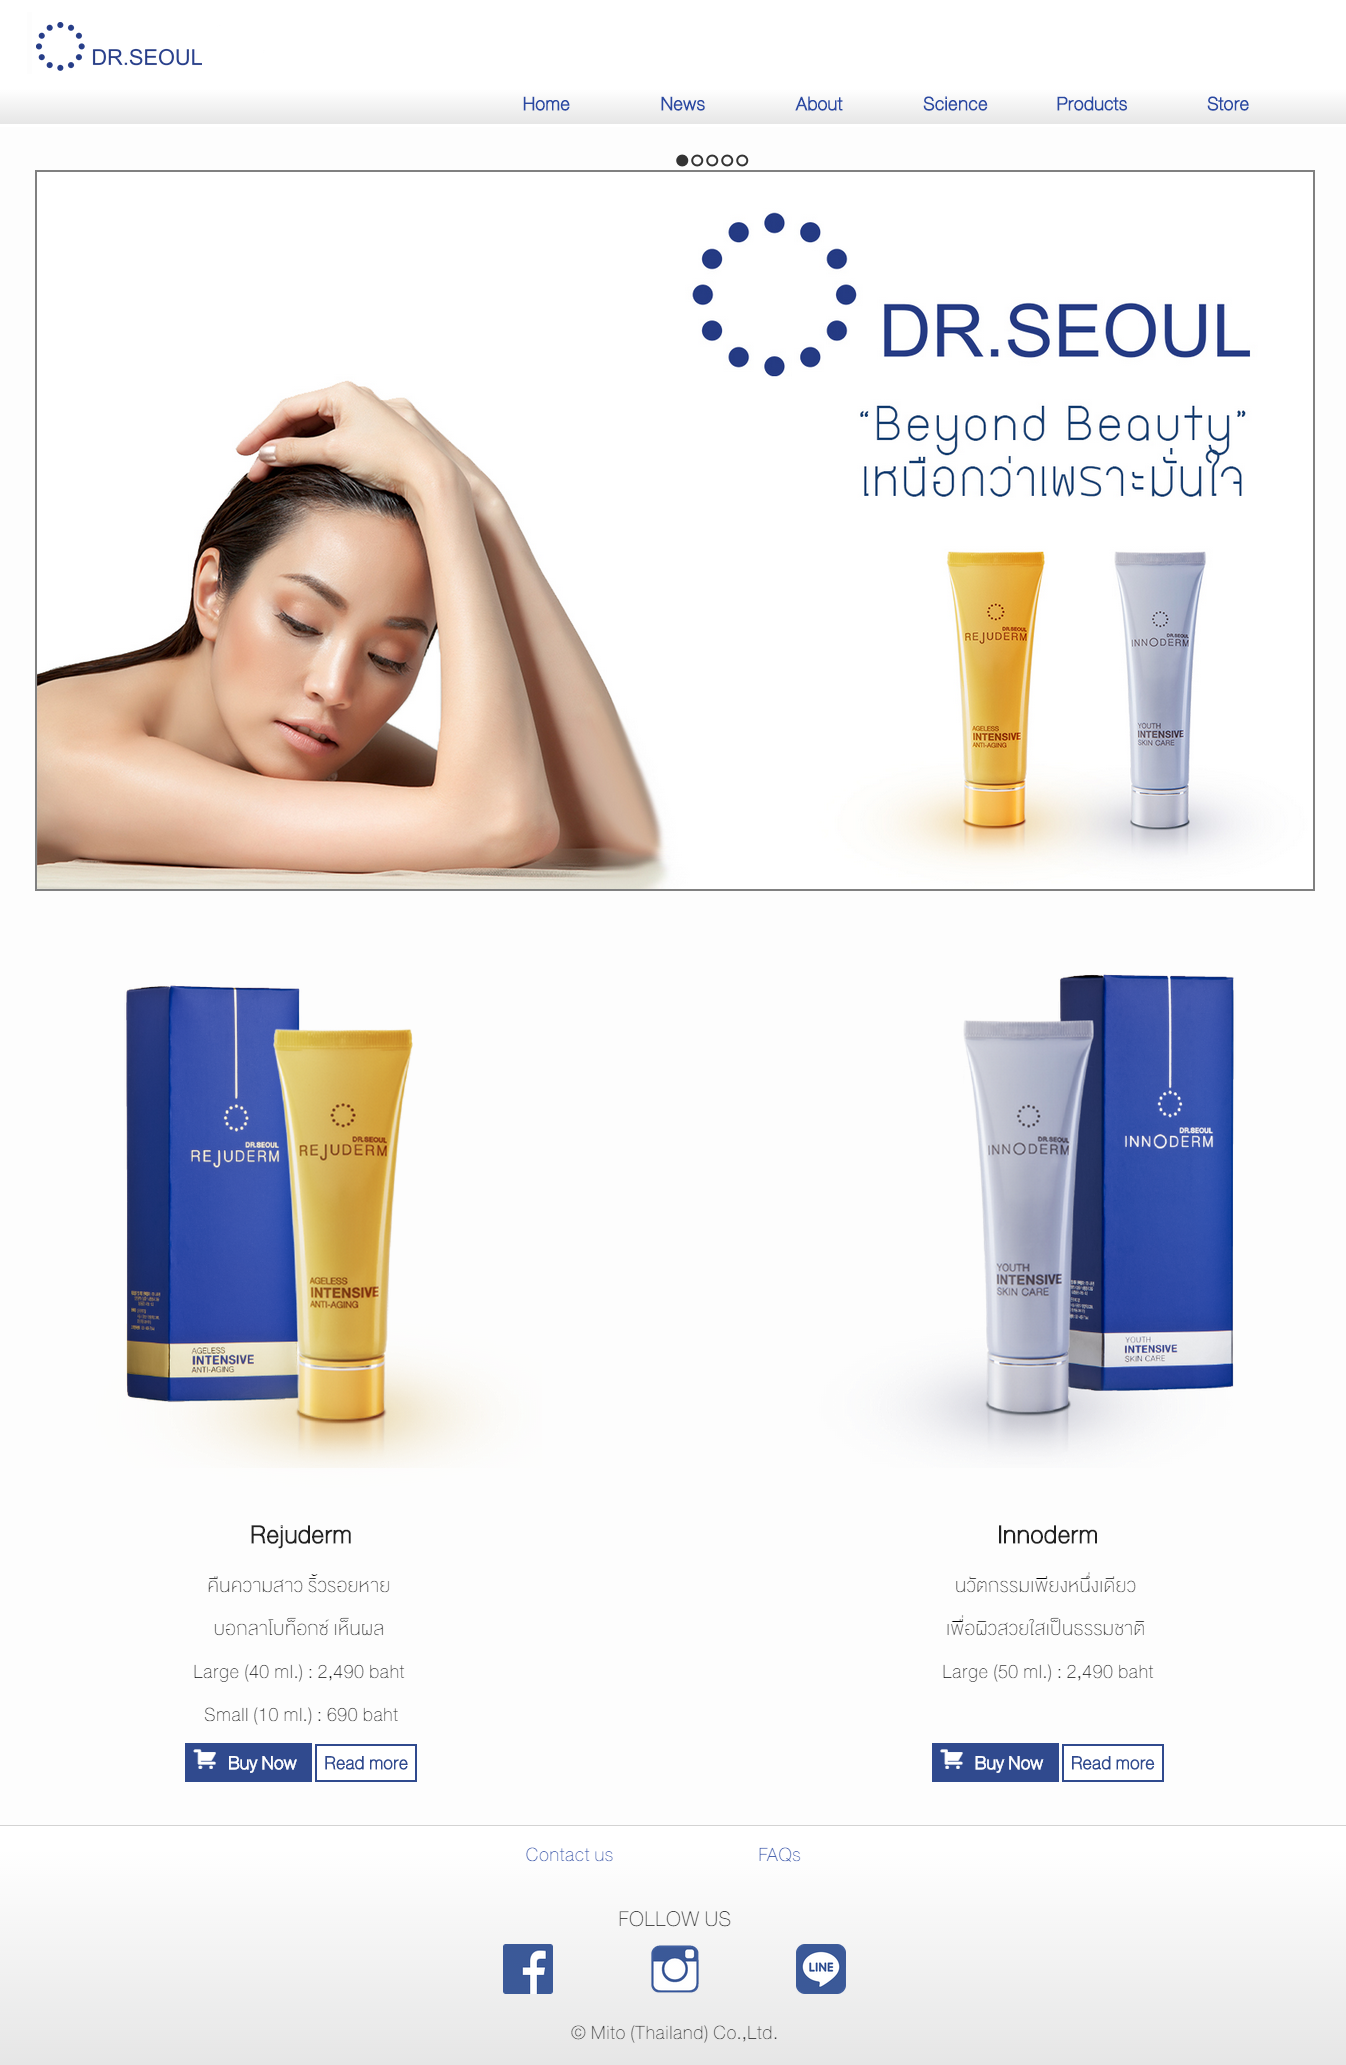 DR.SEOUL
Home News About Science Products Store
DR.SEOUL
“Beyond Beauty”
เหนือกว่าเพราะมั่นใจ
DR.SEOUL
REJUDERM
AGELESS
INTENSIVE
ANTI-AGING
DR.SEOUL
INNODERM
YOUTH
INTENSIVE
SKIN CARE
DR.SEOUL
REJUDERM
AGELESS
INTENSIVE
ANTI-AGING
DR.SEOUL
REJUDERM
AGELESS
INTENSIVE
ANTI-AGING
DR.SEOUL
INNODERM
YOUTH
INTENSIVE
SKIN CARE
DR.SEOUL
INNODERM
YOUTH
INTENSIVE
SKIN CARE
Rejuderm
คืนความสาว ริ้วรอยหาย
บอกลาโบท็อกซ์ เห็นผล
Large (40 ml.) : 2,490 baht
Small (10 ml.) : 690 baht
Buy Now Read more
Innoderm
นวัตกรรมเพียงหนึ่งเดียว
เพื่อผิวสวยใสเป็นธรรมชาติ
Large (50 ml.) : 2,490 baht
Buy Now Read more
Contact us FAQs
FOLLOW US
LINE
© Mito (Thailand) Co.,Ltd.